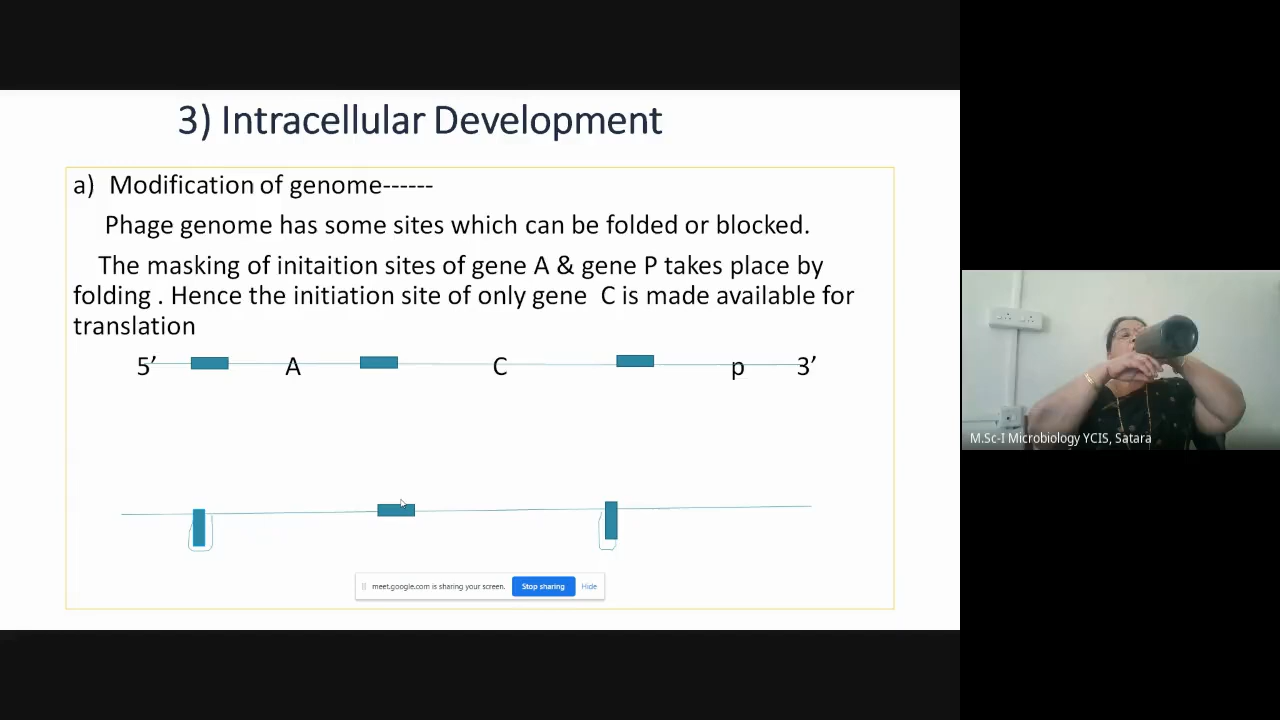 3) Intracellular Development
a) Modification of genome------
Phage genome has some sites which can be folded or blocked.
The masking of initaition sites of gene A & gene P takes place by
folding . Hence the initiation site of only gene C is made available for
translation
5’ A C p 3’
meet.google.com is sharing your screen. Stop sharing Hide
M.Sc-I Microbiology YCIS, Satara